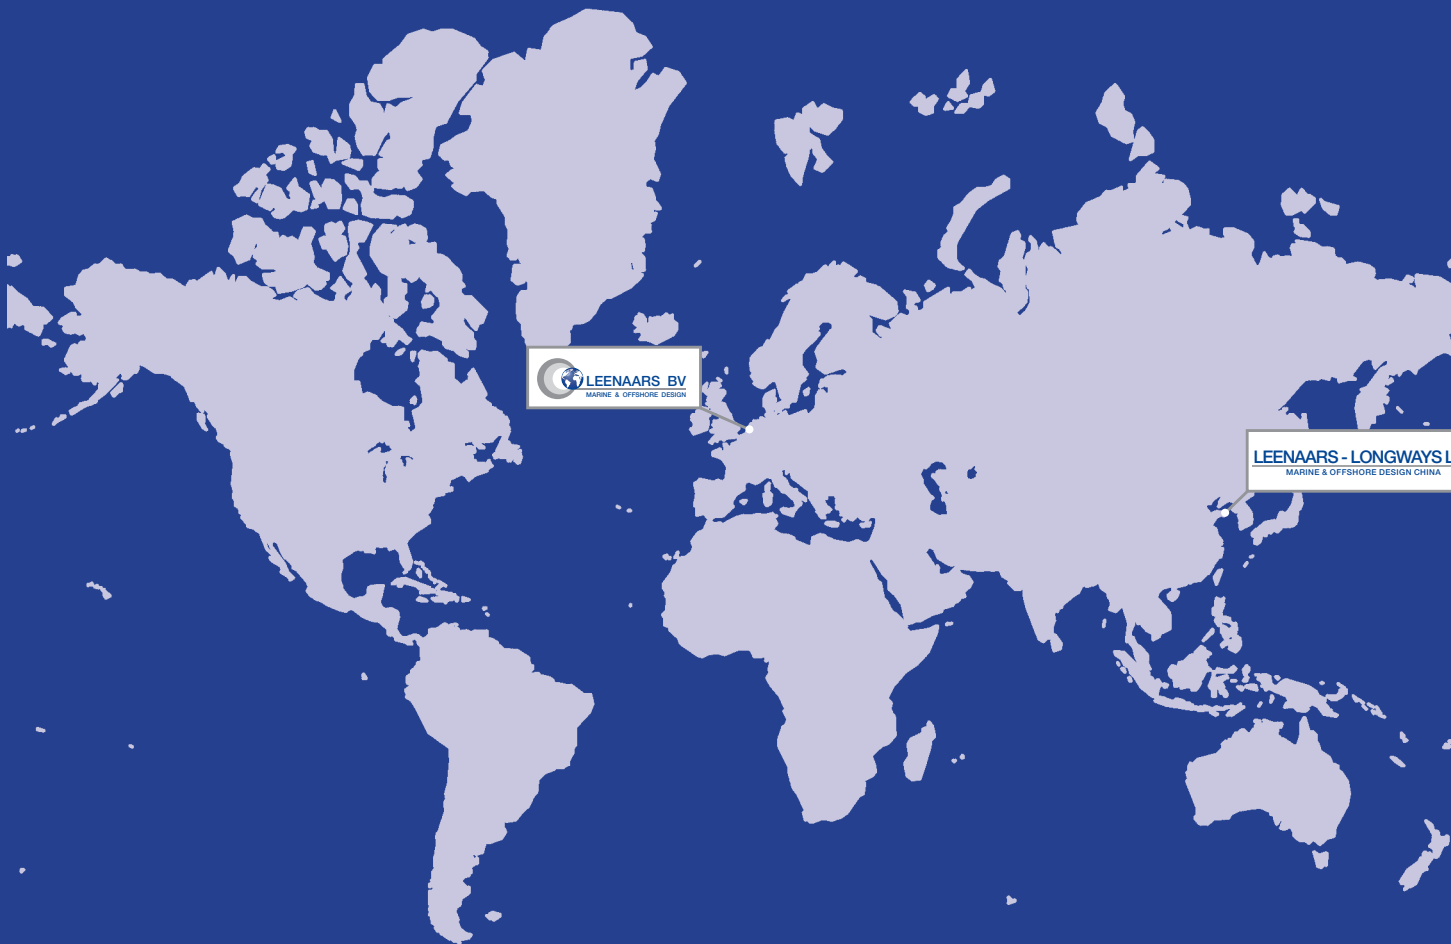 LEENAARS BV
MARINE & OFFSHORE DESIGN
LEENAARS - LONGWAYS L
MARINE & OFFSHORE DESIGN CHINA